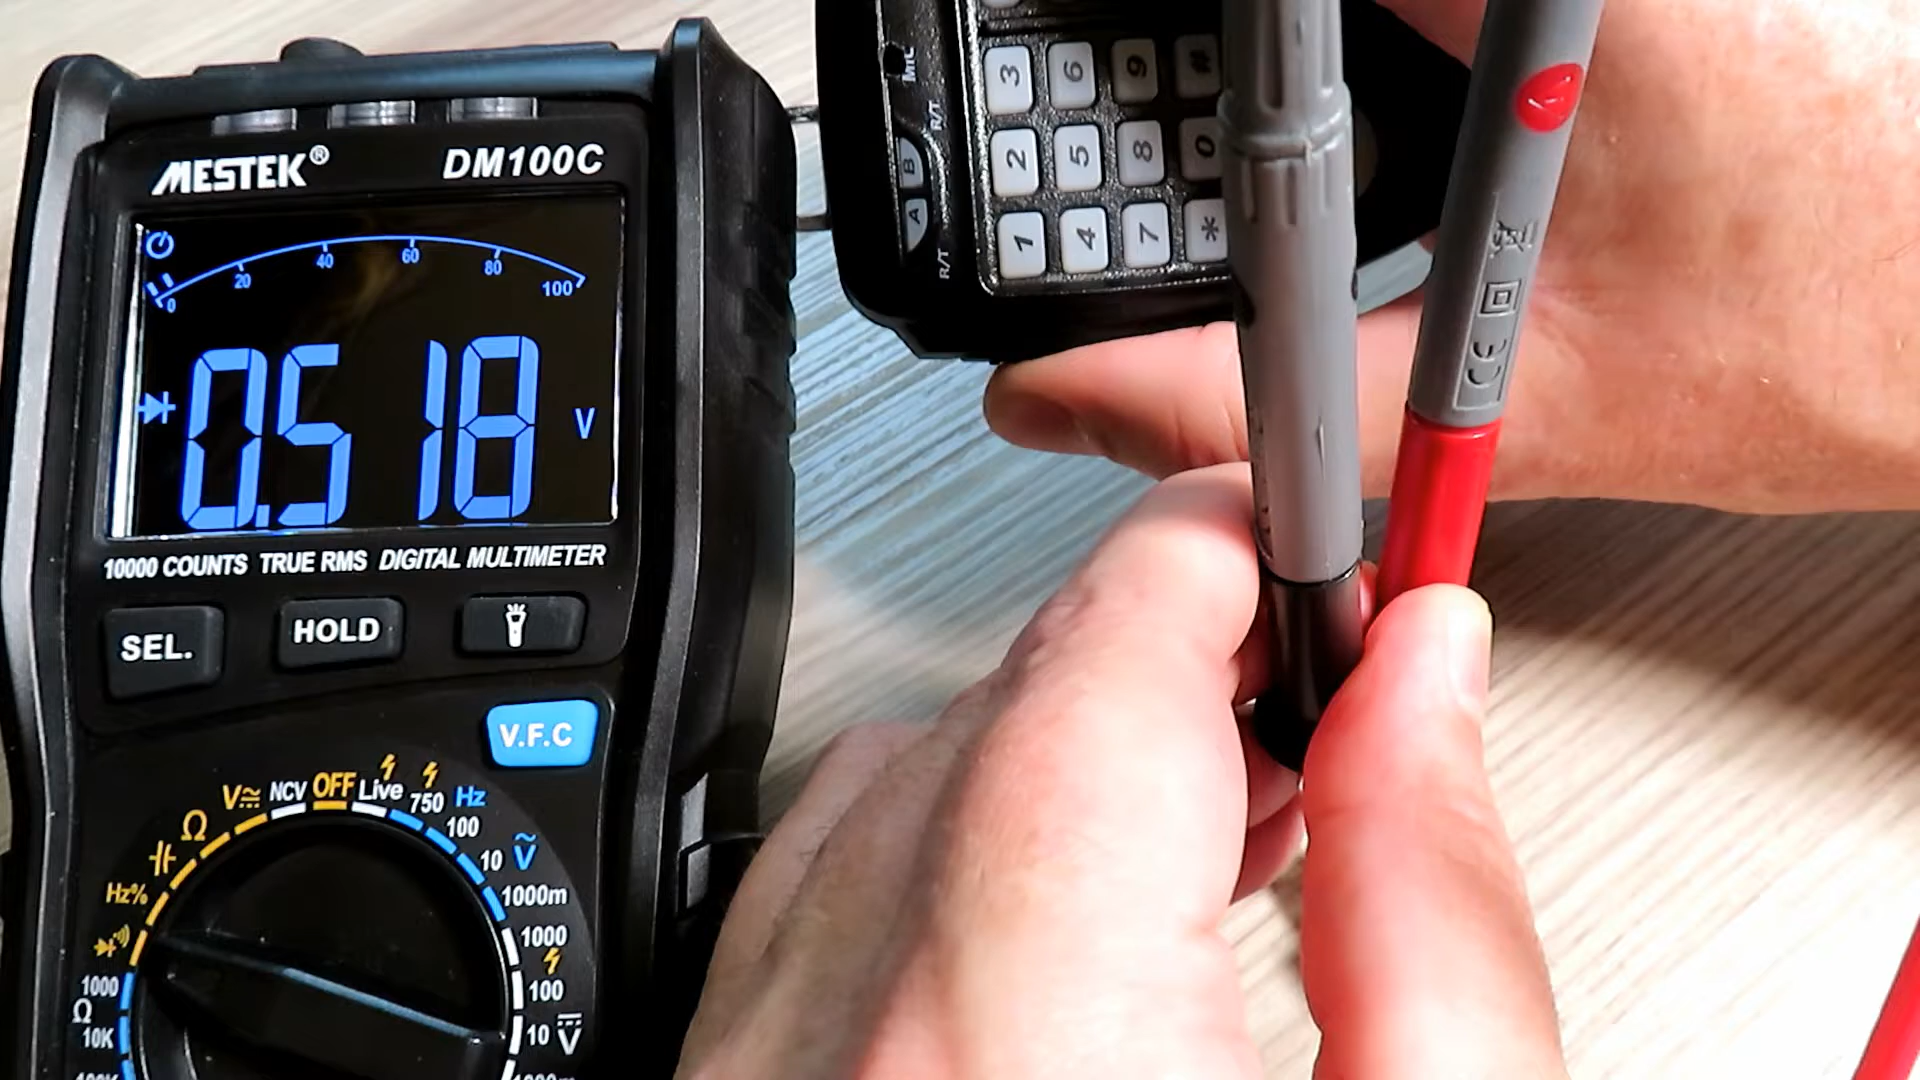 MESTEK® DM100C
0 20 40 60 80 100
0.518 V
10000 COUNTS TRUE RMS DIGITAL MULTIMETER
SEL. HOLD
V.F.C
OFF
NCV
Live
V
750
Hz
Ω
100
10
V
Hz%
1000m
1000
1000
100
Ω
10K
10
V
MIC
R/T
B
A
R/T
3 6 9 #
2 5 8 0
1 4 7 *
CE